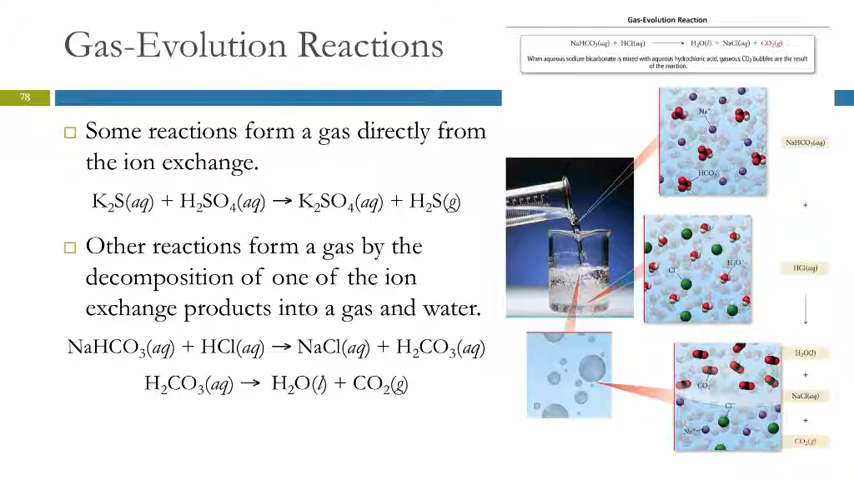 Gas-Evolution Reactions
78
Some reactions form a gas directly from
the ion exchange.
K₂S(aq) + H₂SO₄(aq) → K₂SO₄(aq) + H₂S(g)
Other reactions form a gas by the
decomposition of one of the ion
exchange products into a gas and water.
NaHCO₃(aq) + HCl(aq) → NaCl(aq) + H₂CO₃(aq)
H₂CO₃(aq) → H₂O(l) + CO₂(g)
Gas-Evolution Reaction
NaHCO₃(aq) + HCl(aq) ⟶ H₂O(l) + NaCl(aq) + CO₂(g)
When aqueous sodium bicarbonate is mixed with aqueous hydrochloric acid, gaseous CO₂ bubbles are the result
of the reaction.
Na⁺
HCO₃⁻
NaHCO₃(aq)
+
Cl⁻
H₃O⁺
HCl(aq)
CO₂
Cl⁻
Na⁺
H₂O(l)
+
NaCl(aq)
+
CO₂(g)